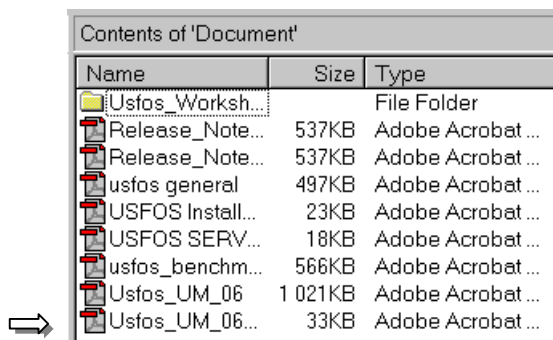 Contents of 'Document'
Name Size Type
Usfos_Worksh... File Folder
Release_Note... 537KB Adobe Acrobat ...
Release_Note... 537KB Adobe Acrobat ...
usfos general 497KB Adobe Acrobat ...
USFOS Install... 23KB Adobe Acrobat ...
USFOS SERV... 18KB Adobe Acrobat ...
usfos_benchm... 566KB Adobe Acrobat ...
Usfos_UM_06 1 021KB Adobe Acrobat ...
Usfos_UM_06... 33KB Adobe Acrobat ...